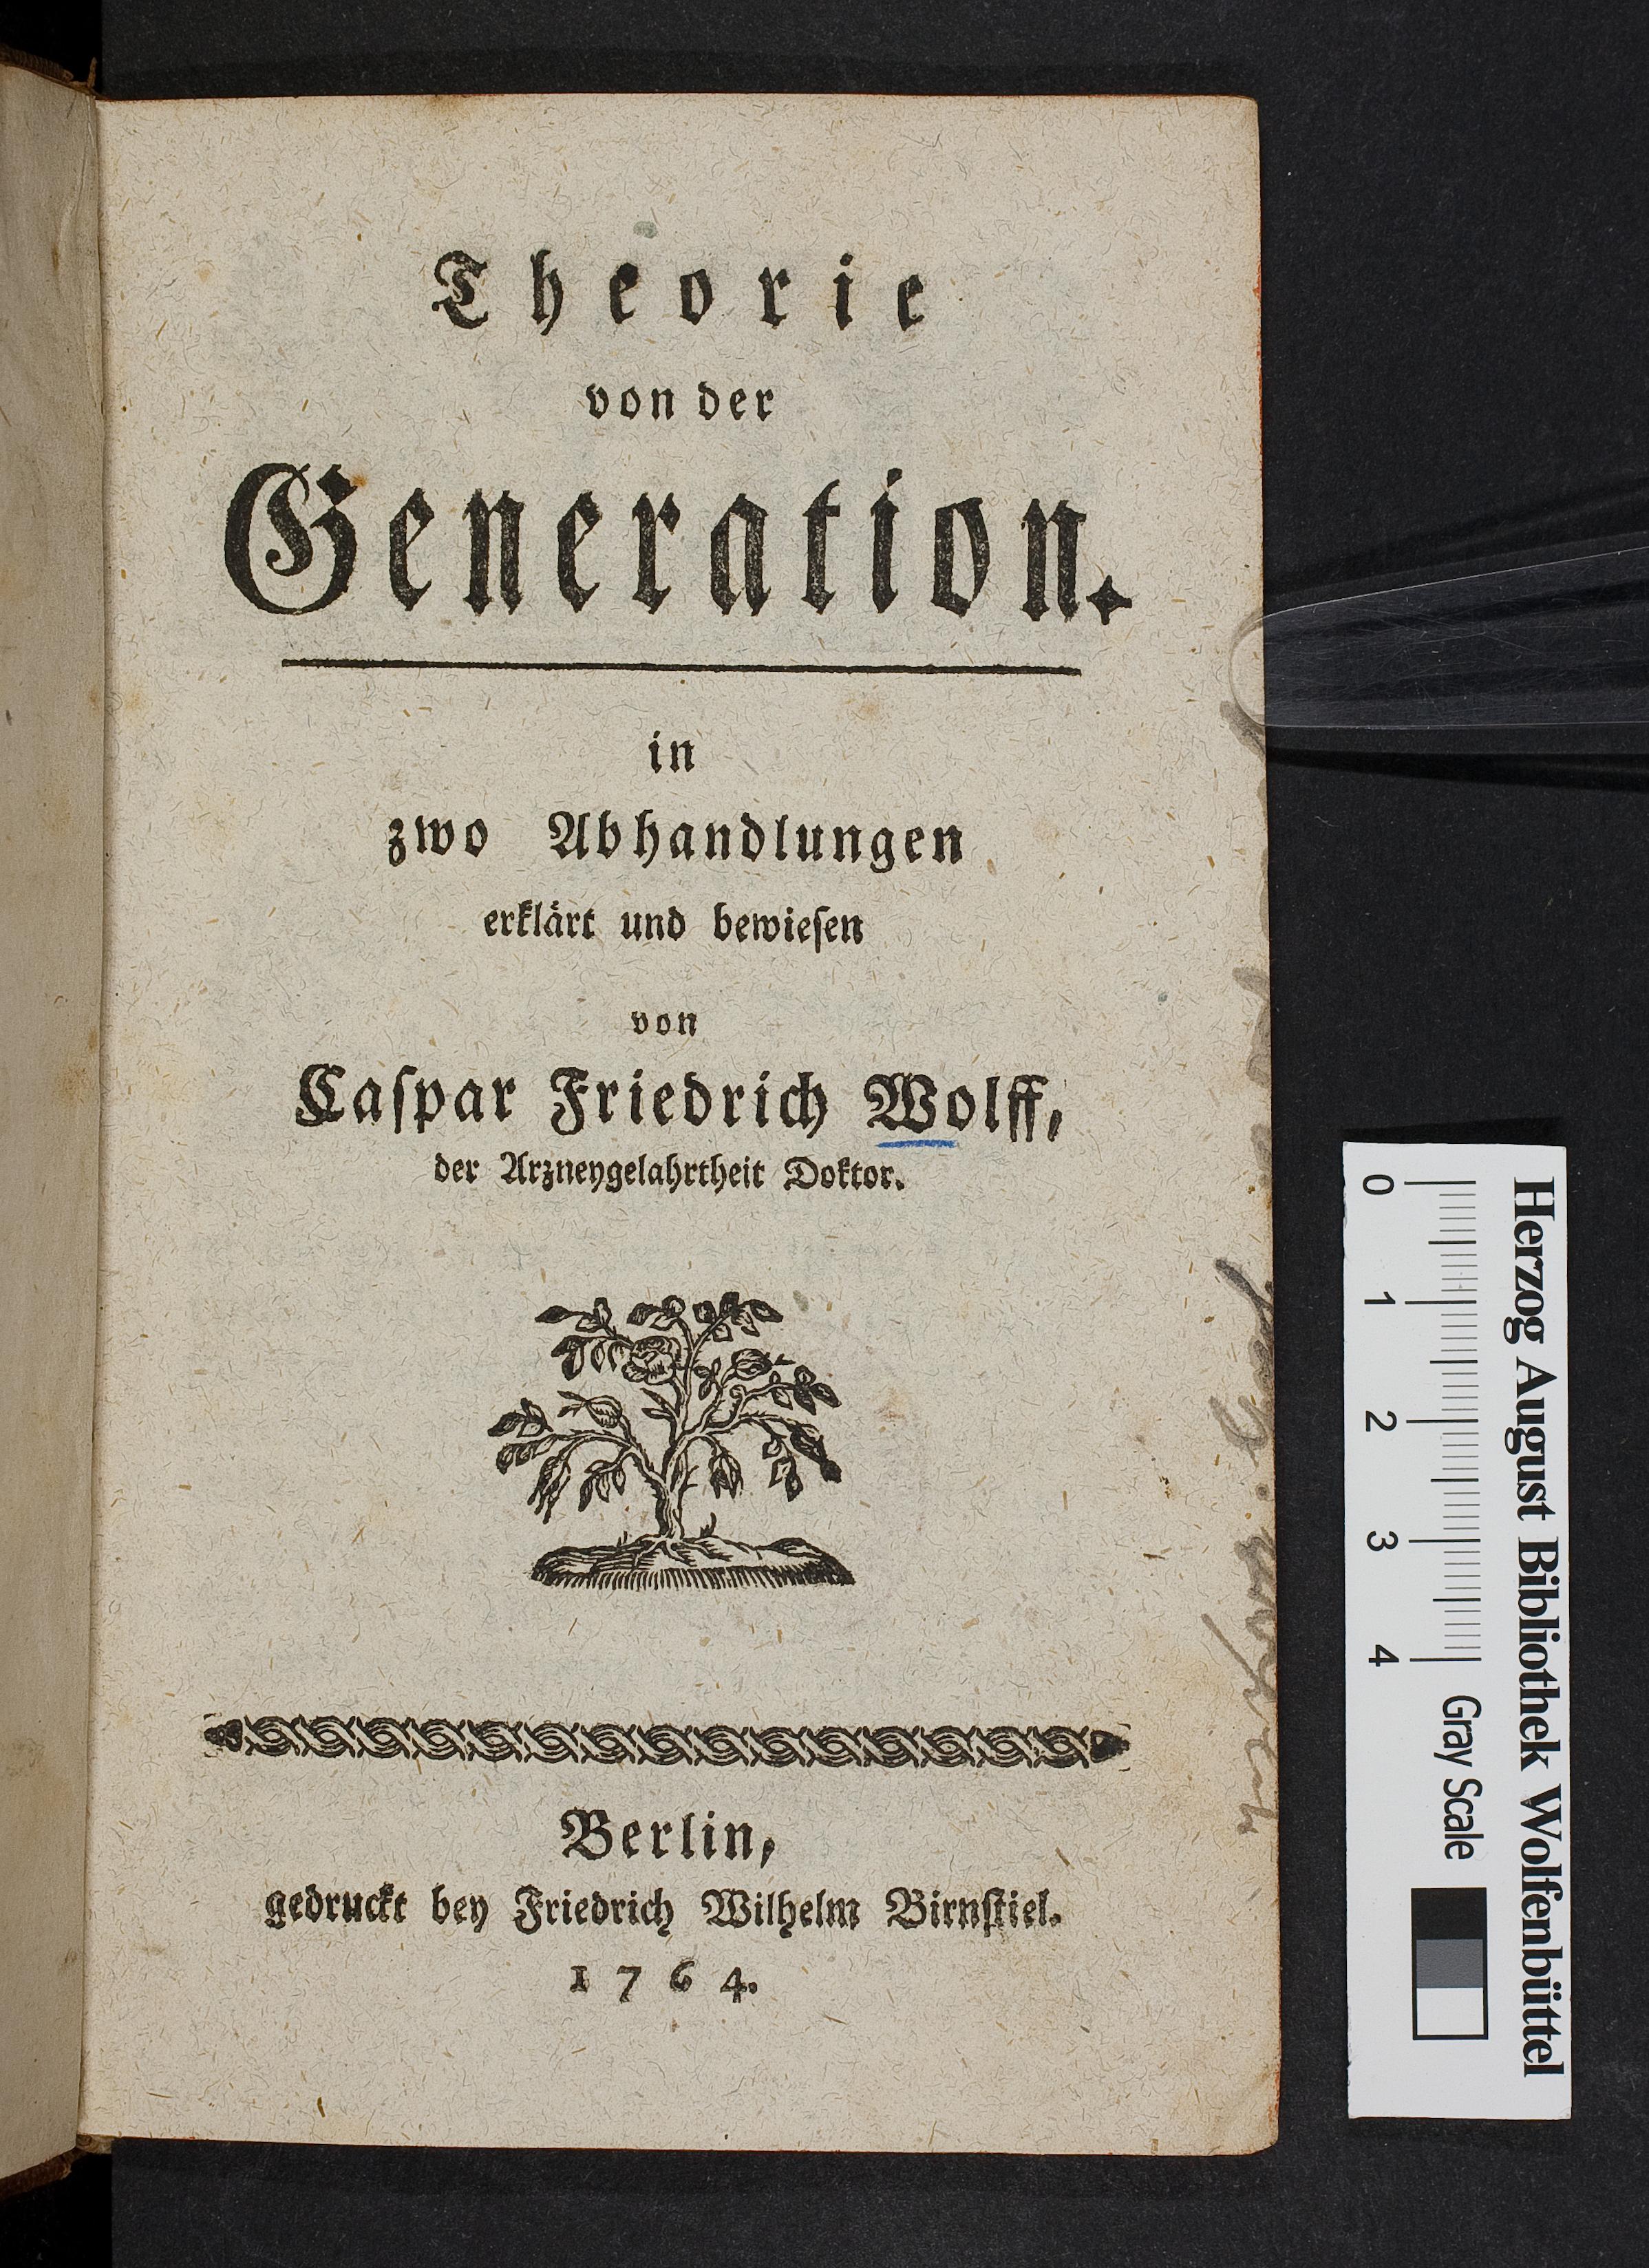 Theorie
von der
Generation.
in
zwo Abhandlungen
erklärt und bewieſen
von
Caſpar Friedrich Wolff,
der Arzneygelahrtheit Doktor.
Berlin,
gedruckt bey Friedrich Wilhelm Birnſtiel.
1764.
Herzog August Bibliothek Wolfenbüttel
0 1 2 3 4 Gray Scale